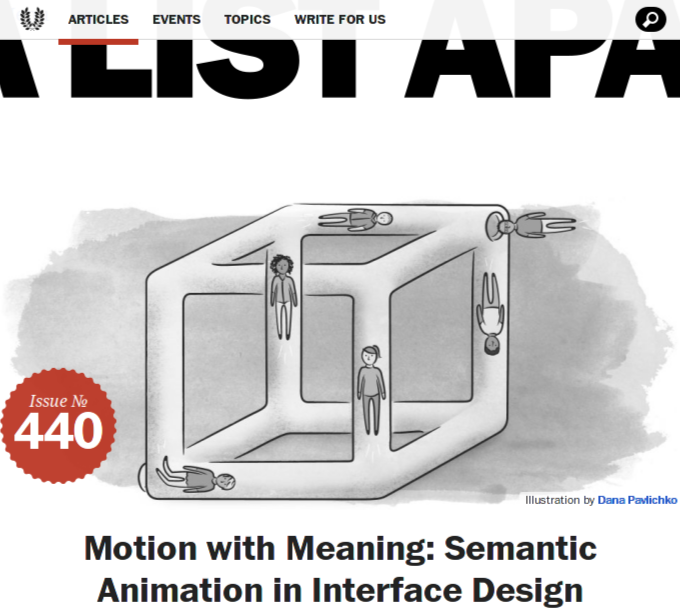 ARTICLES EVENTS TOPICS WRITE FOR US
A LIST APA
Issue №
440
Illustration by Dana Pavlichko
Motion with Meaning: Semantic
Animation in Interface Design